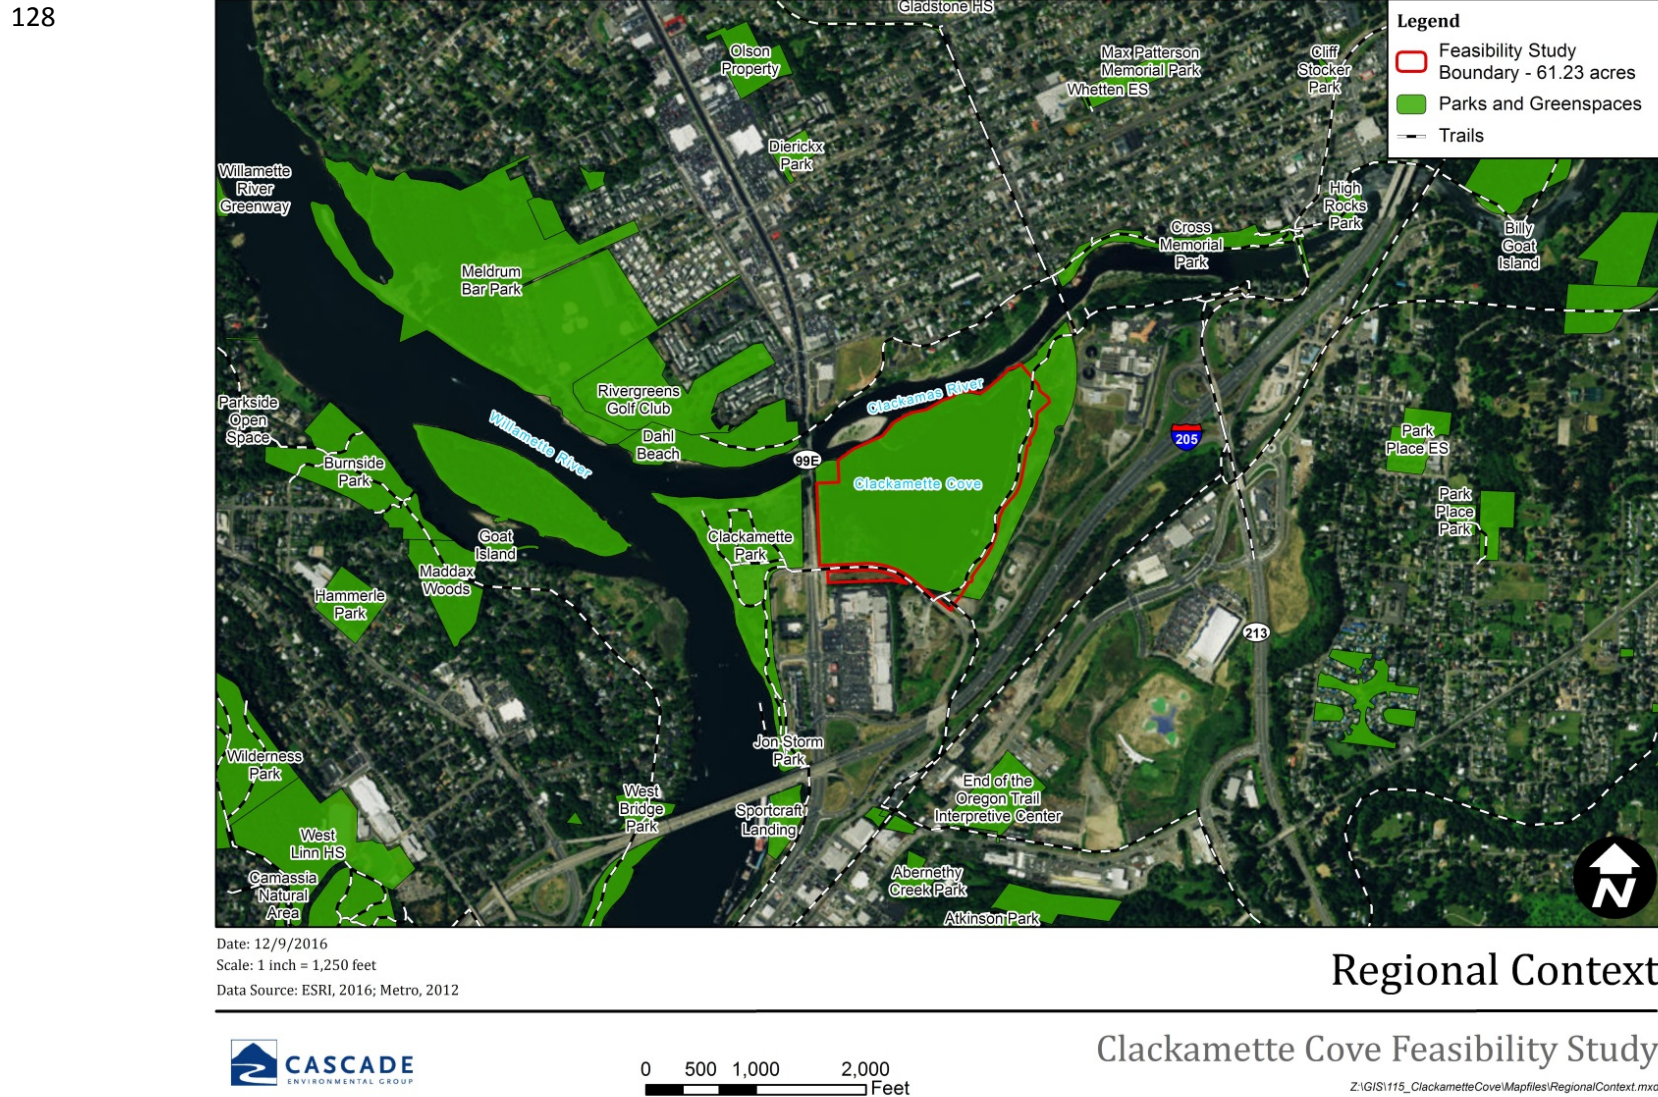 128
Gladstone HS
Legend
Feasibility Study
Boundary - 61.23 acres
Parks and Greenspaces
Trails
Olson
Property
Max Patterson
Memorial Park
Whetten ES
Cliff
Stocker
Park
Dierickx
Park
Willamette
River
Greenway
High
Rocks
Park
Cross
Memorial
Park
Billy
Goat
Island
Meldrum
Bar Park
Rivergreens
Golf Club
Clackamas River
Parkside
Open
Space
Willamette River
Dahl
Beach
99E
205
Park
Place ES
Burnside
Park
Clackamette Cove
Park
Place
Park
Goat
Island
Clackamette
Park
Maddax
Woods
Hammerle
Park
213
Jon Storm
Park
Wilderness
Park
West
Bridge
Park
Sportcraft
Landing
End of the
Oregon Trail
Interpretive Center
West
Linn HS
Camassia
Natural
Area
Abernethy
Creek Park
Atkinson Park
N
Date: 12/9/2016
Scale: 1 inch = 1,250 feet
Data Source: ESRI, 2016; Metro, 2012
Regional Context
CASCADE
ENVIRONMENTAL GROUP
0 500 1,000 2,000
Feet
Clackamette Cove Feasibility Study
Z:\GIS\115_ClackametteCove\Mapfiles\RegionalContext.mxd